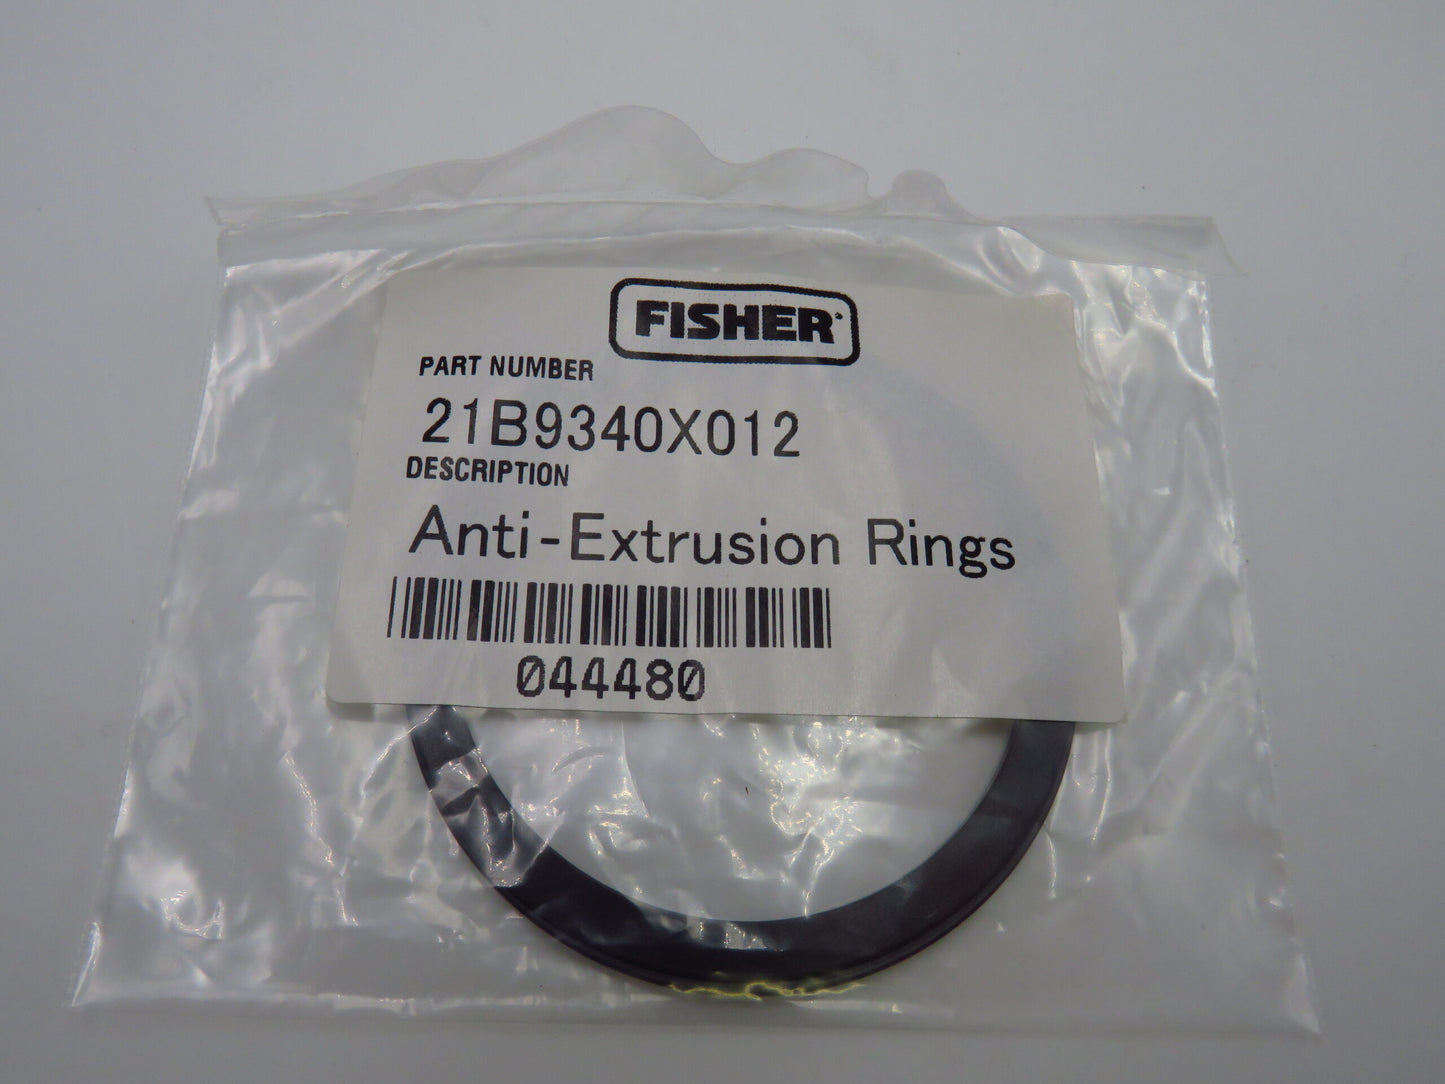 FISHER
PART NUMBER
21B9340X012
DESCRIPTION
Anti-Extrusion Rings
044480